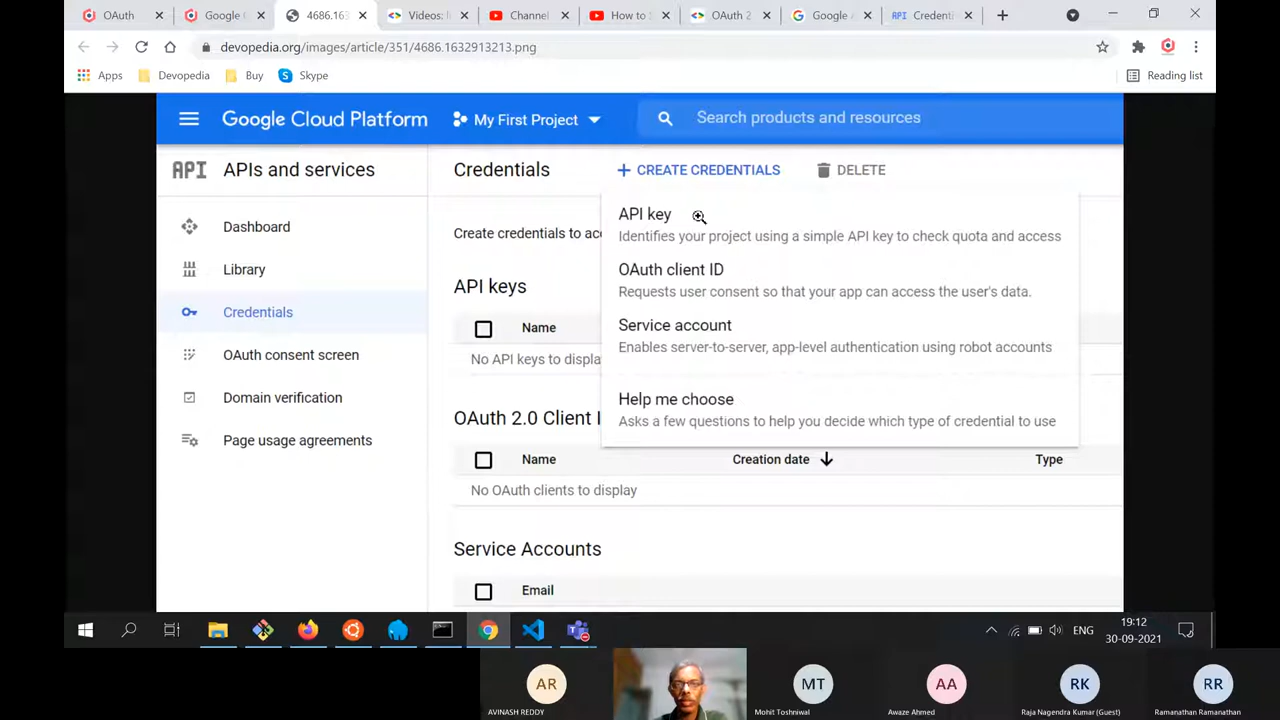 OAuth
Google C
4686.163
Videos: I
Channel
How to S
OAuth 2
Google A
API Credenti
devopedia.org/images/article/351/4686.1632913213.png
Apps
Devopedia
Buy
Skype
Reading list
Google Cloud Platform
My First Project
Search products and resources
API APIs and services
Credentials
+ CREATE CREDENTIALS
DELETE
Dashboard
Library
Credentials
OAuth consent screen
Domain verification
Page usage agreements
Create credentials to acc
API key
Identifies your project using a simple API key to check quota and access
OAuth client ID
Requests user consent so that your app can access the user's data.
Service account
Enables server-to-server, app-level authentication using robot accounts
Help me choose
Asks a few questions to help you decide which type of credential to use
API keys
Name
No API keys to displa
OAuth 2.0 Client I
Name
Creation date
Type
No OAuth clients to display
Service Accounts
Email
ENG
19:12
30-09-2021
AR
AVINASH REDDY
MT
Mohit Toshniwal
AA
Awaze Ahmed
RK
Raja Nagendra Kumar (Guest)
RR
Ramanathan Ramanathan